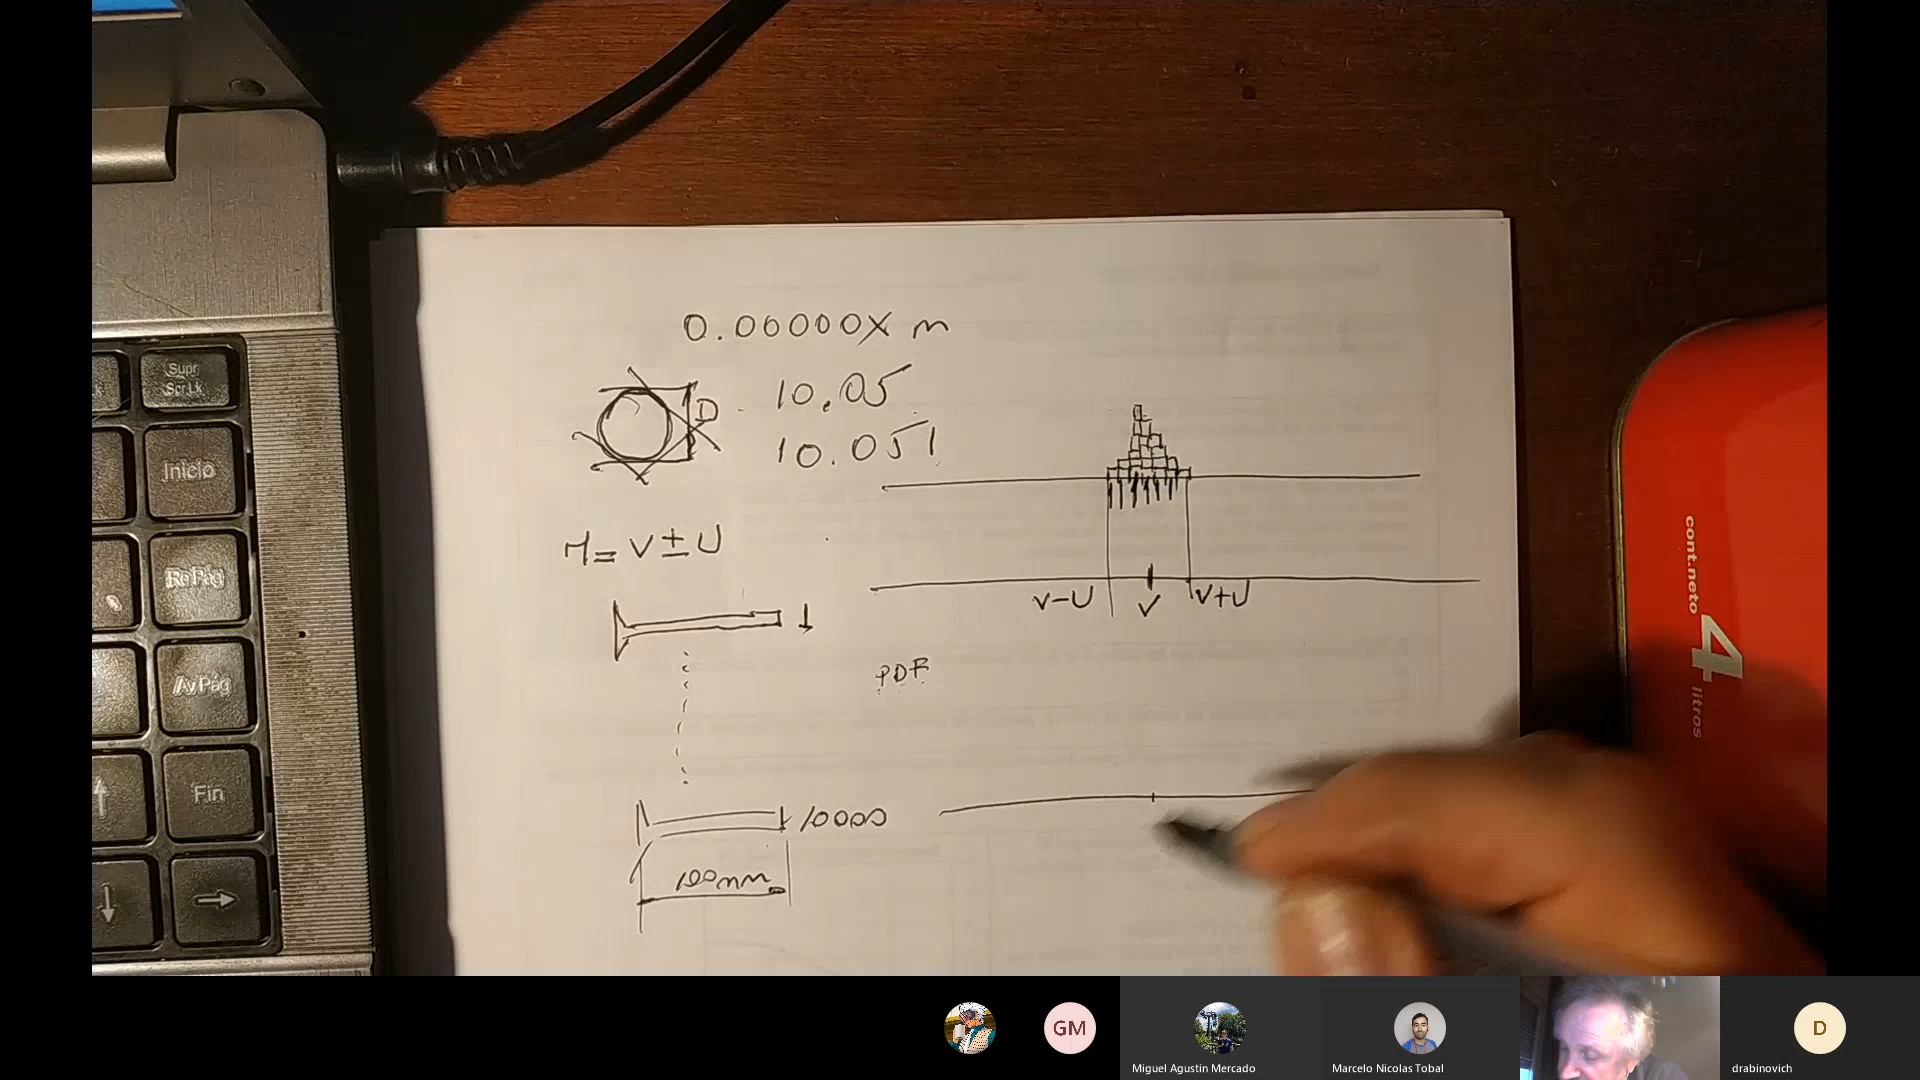 Supr
Scr Lk
Inicio
RePág
AvPág
Fin
0.00000X m
D
10.05
10.051
M = V ± U
V-U
V
V+U
1
PDF
10000
100mm
cont.neto
4
litros
GM
Miguel Agustin Mercado
Marcelo Nicolas Tobal
D
drabinovich